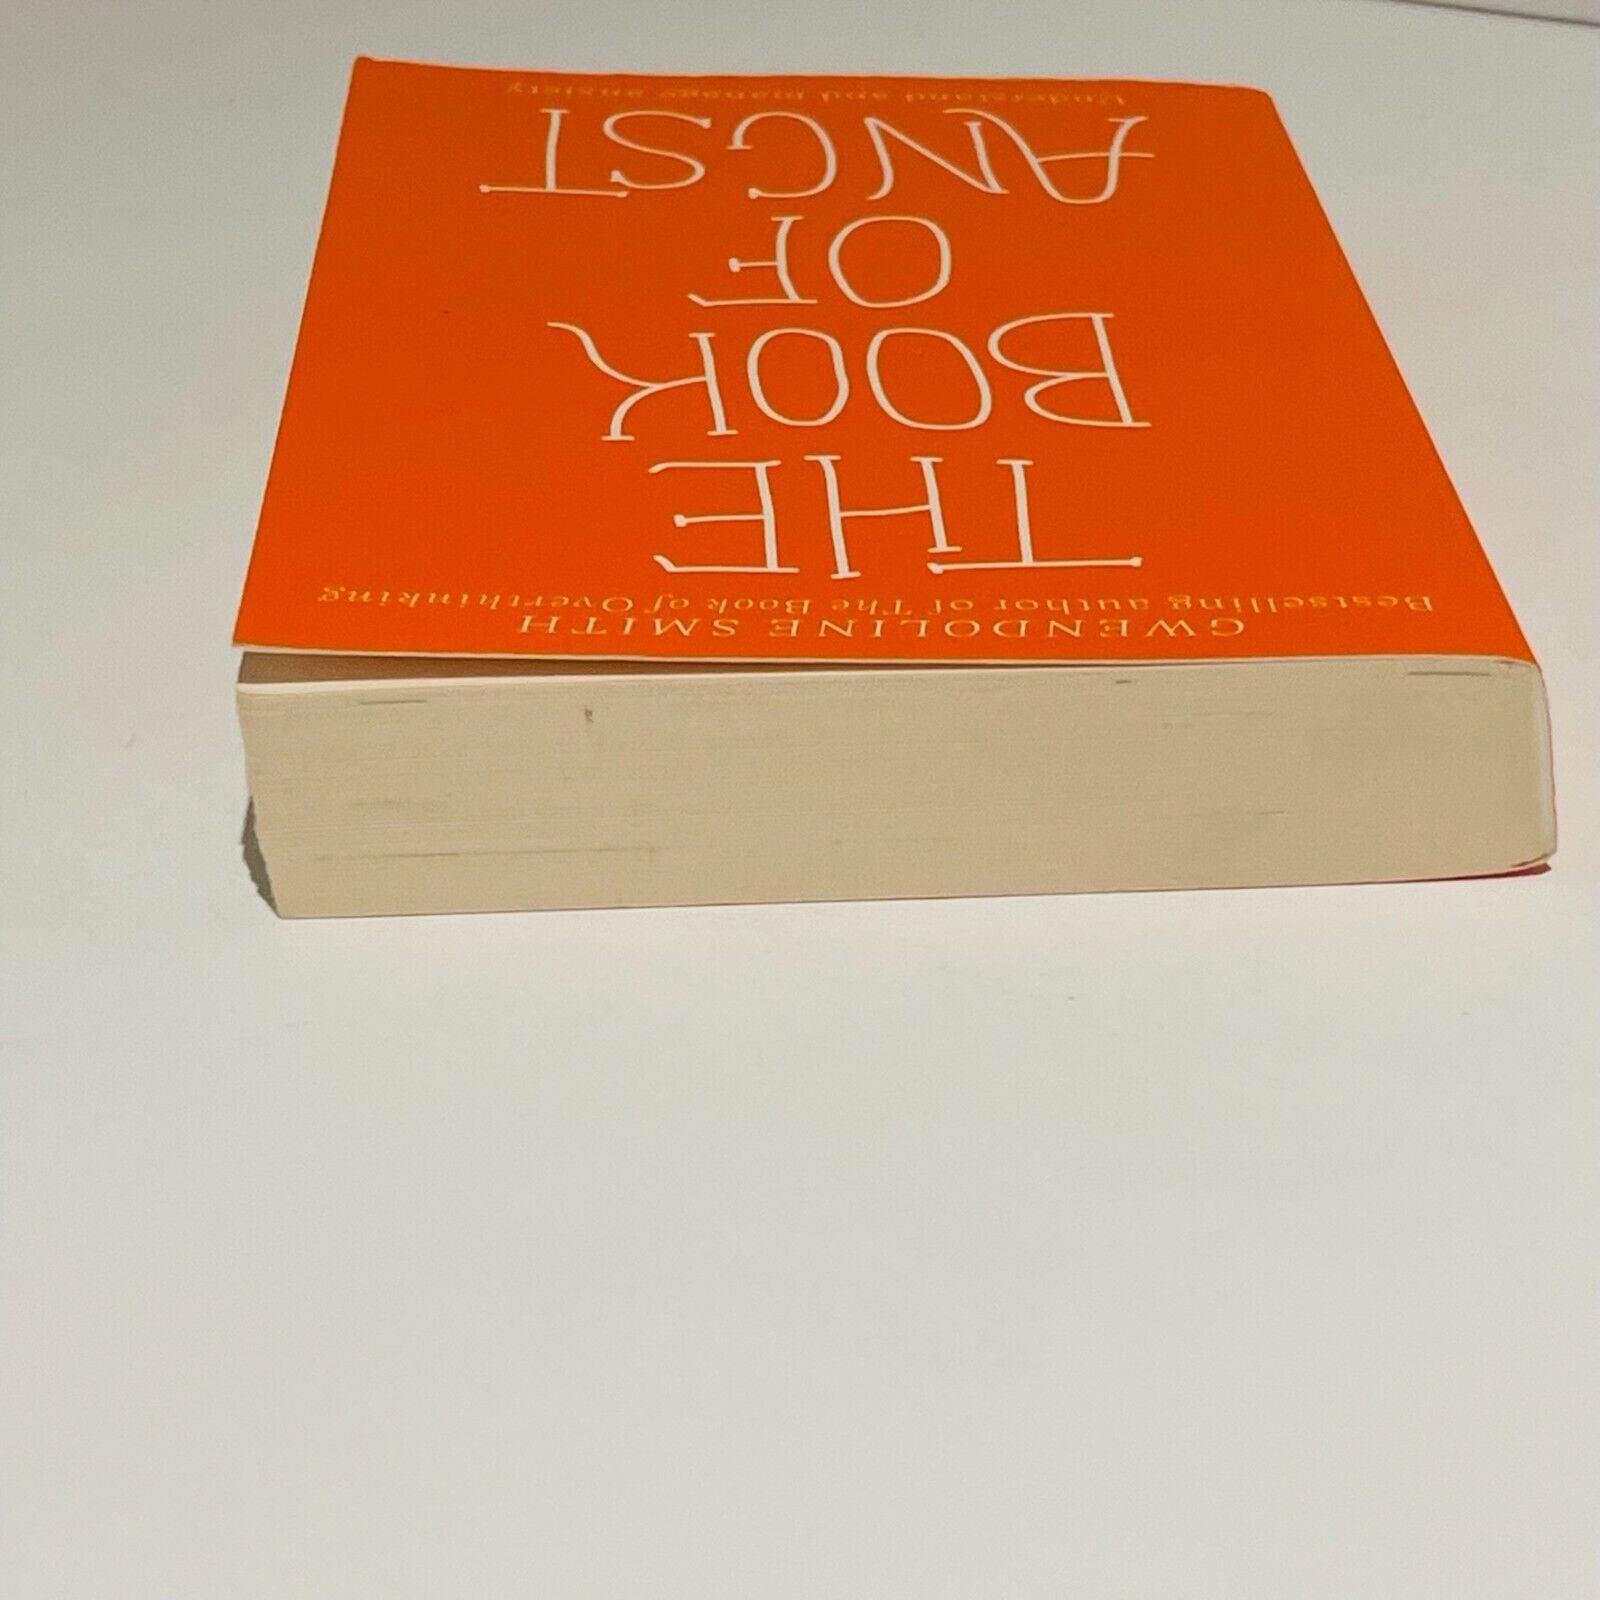 GWENDOLINE SMITH
Bestselling author of The Book of Overthinking
THE
BOOK
OF
ANGST
Understand and manage anxiety